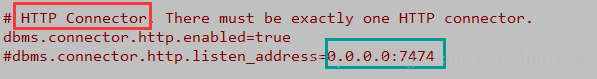 # HTTP Connector. There must be exactly one HTTP connector.
dbms.connector.http.enabled=true
#dbms.connector.http.listen_address=0.0.0.0:7474